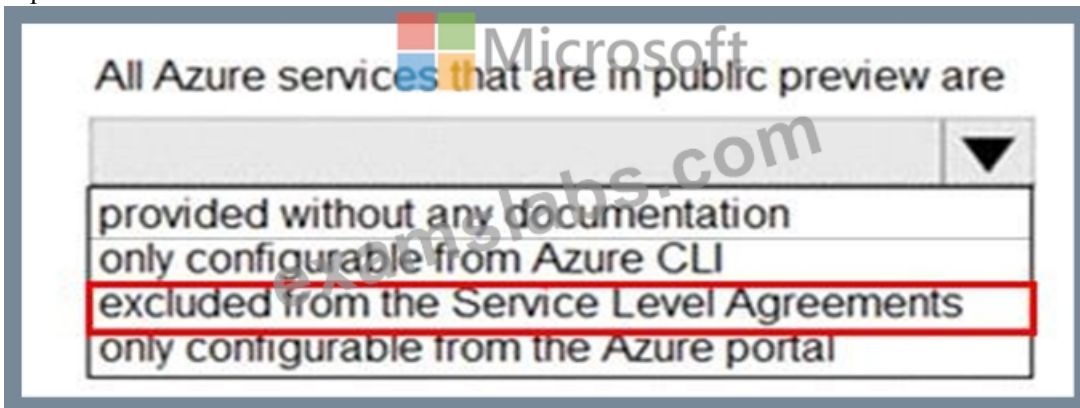 Microsoft
All Azure services that are in public preview are
examslabs.com
provided without any documentation
only configurable from Azure CLI
excluded from the Service Level Agreements
only configurable from the Azure portal